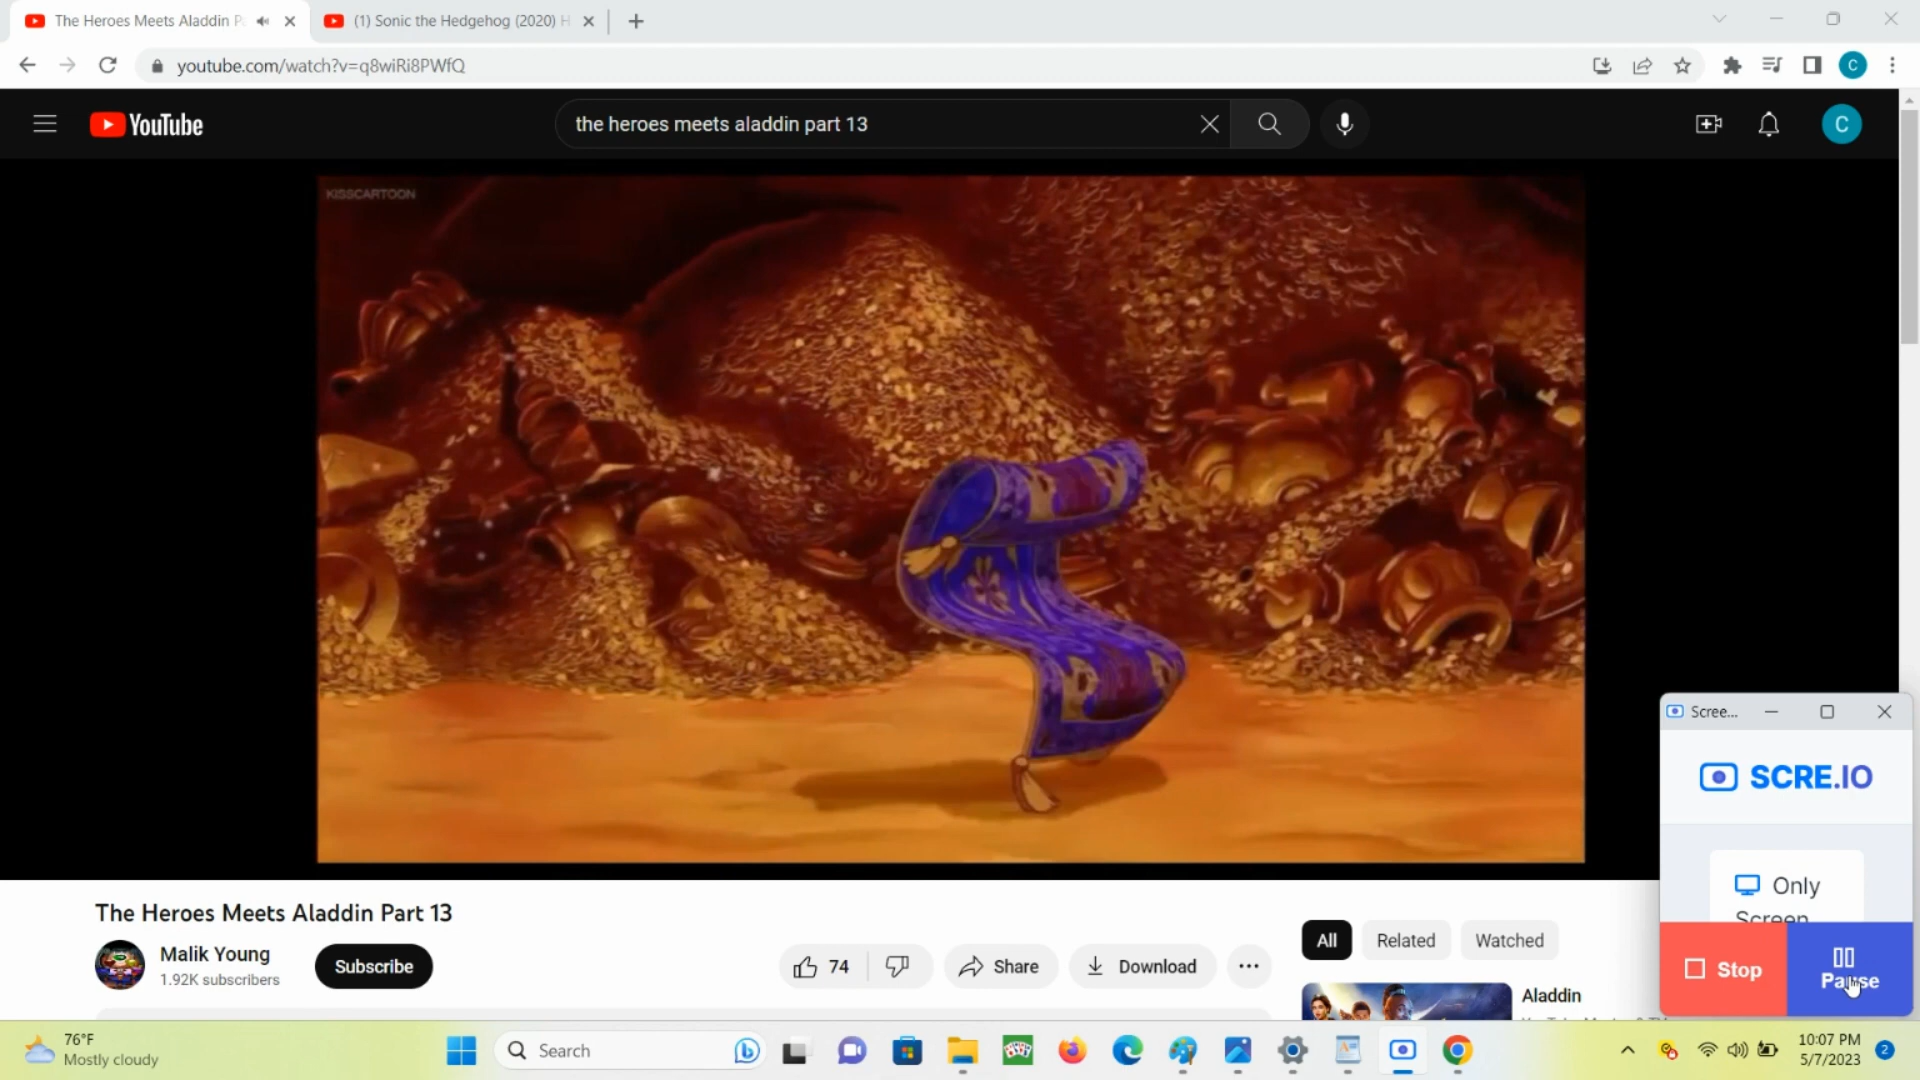 The Heroes Meets Aladdin P
(1) Sonic the Hedgehog (2020) H
youtube.com/watch?v=q8wiRi8PWfQ
C
YouTube
the heroes meets aladdin part 13
C
KISSCARTOON
Scree...
SCRE.IO
Only
Screen
Stop
Pause
The Heroes Meets Aladdin Part 13
Malik Young
1.92K subscribers
Subscribe
74
Share
Download
All
Related
Watched
Aladdin
76°F
Mostly cloudy
Search
10:07 PM
5/7/2023
2